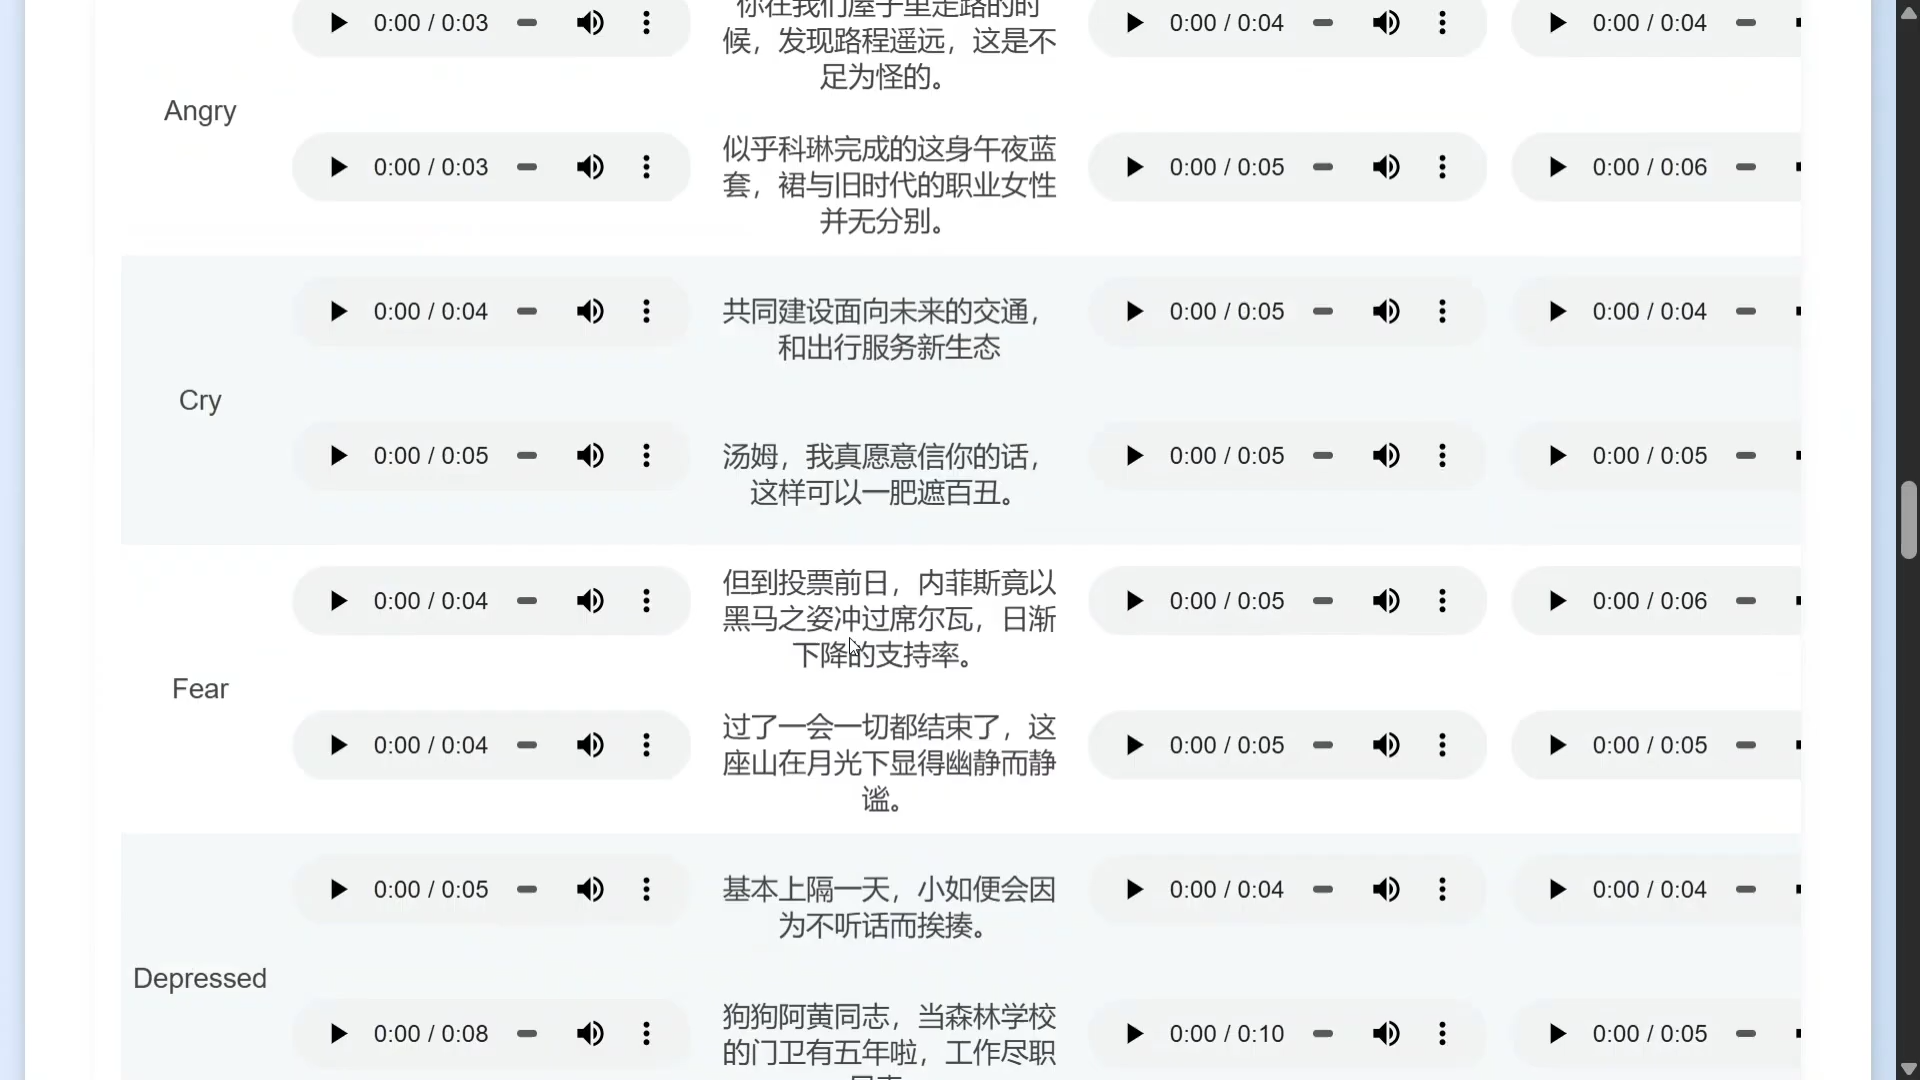 0:00 / 0:03
你在我们屋子里走路的时
候，发现路程遥远，这是不
足为怪的。
0:00 / 0:04
0:00 / 0:04
Angry
0:00 / 0:03
似乎科琳完成的这身午夜蓝
套，裙与旧时代的职业女性
并无分别。
0:00 / 0:05
0:00 / 0:06
0:00 / 0:04
共同建设面向未来的交通，
和出行服务新生态
0:00 / 0:05
0:00 / 0:04
Cry
0:00 / 0:05
汤姆，我真愿意信你的话，
这样可以一肥遮百丑。
0:00 / 0:05
0:00 / 0:05
0:00 / 0:04
但到投票前日，内菲斯竟以
黑马之姿冲过席尔瓦，日渐
下降的支持率。
0:00 / 0:05
0:00 / 0:06
Fear
0:00 / 0:04
过了一会一切都结束了，这
座山在月光下显得幽静而静
谧。
0:00 / 0:05
0:00 / 0:05
0:00 / 0:05
基本上隔一天，小如便会因
为不听话而挨揍。
0:00 / 0:04
0:00 / 0:04
Depressed
0:00 / 0:08
狗狗阿黄同志，当森林学校
的门卫有五年啦，工作尽职
0:00 / 0:10
0:00 / 0:05